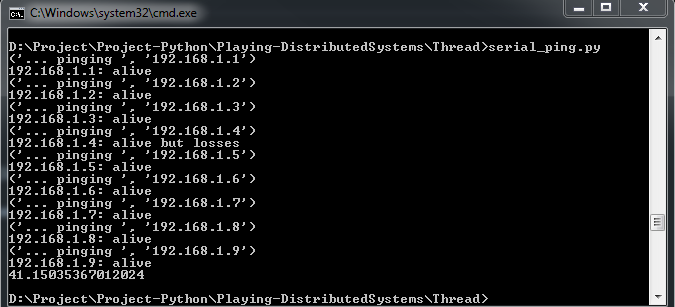 C:\Windows\system32\cmd.exe
D:\Project\Project-Python\Playing-DistributedSystems\Thread>serial_ping.py
('... pinging ', '192.168.1.1')
192.168.1.1: alive
('... pinging ', '192.168.1.2')
192.168.1.2: alive
('... pinging ', '192.168.1.3')
192.168.1.3: alive
('... pinging ', '192.168.1.4')
192.168.1.4: alive but losses
('... pinging ', '192.168.1.5')
192.168.1.5: alive
('... pinging ', '192.168.1.6')
192.168.1.6: alive
('... pinging ', '192.168.1.7')
192.168.1.7: alive
('... pinging ', '192.168.1.8')
192.168.1.8: alive
('... pinging ', '192.168.1.9')
192.168.1.9: alive
41.15035367012024
D:\Project\Project-Python\Playing-DistributedSystems\Thread>